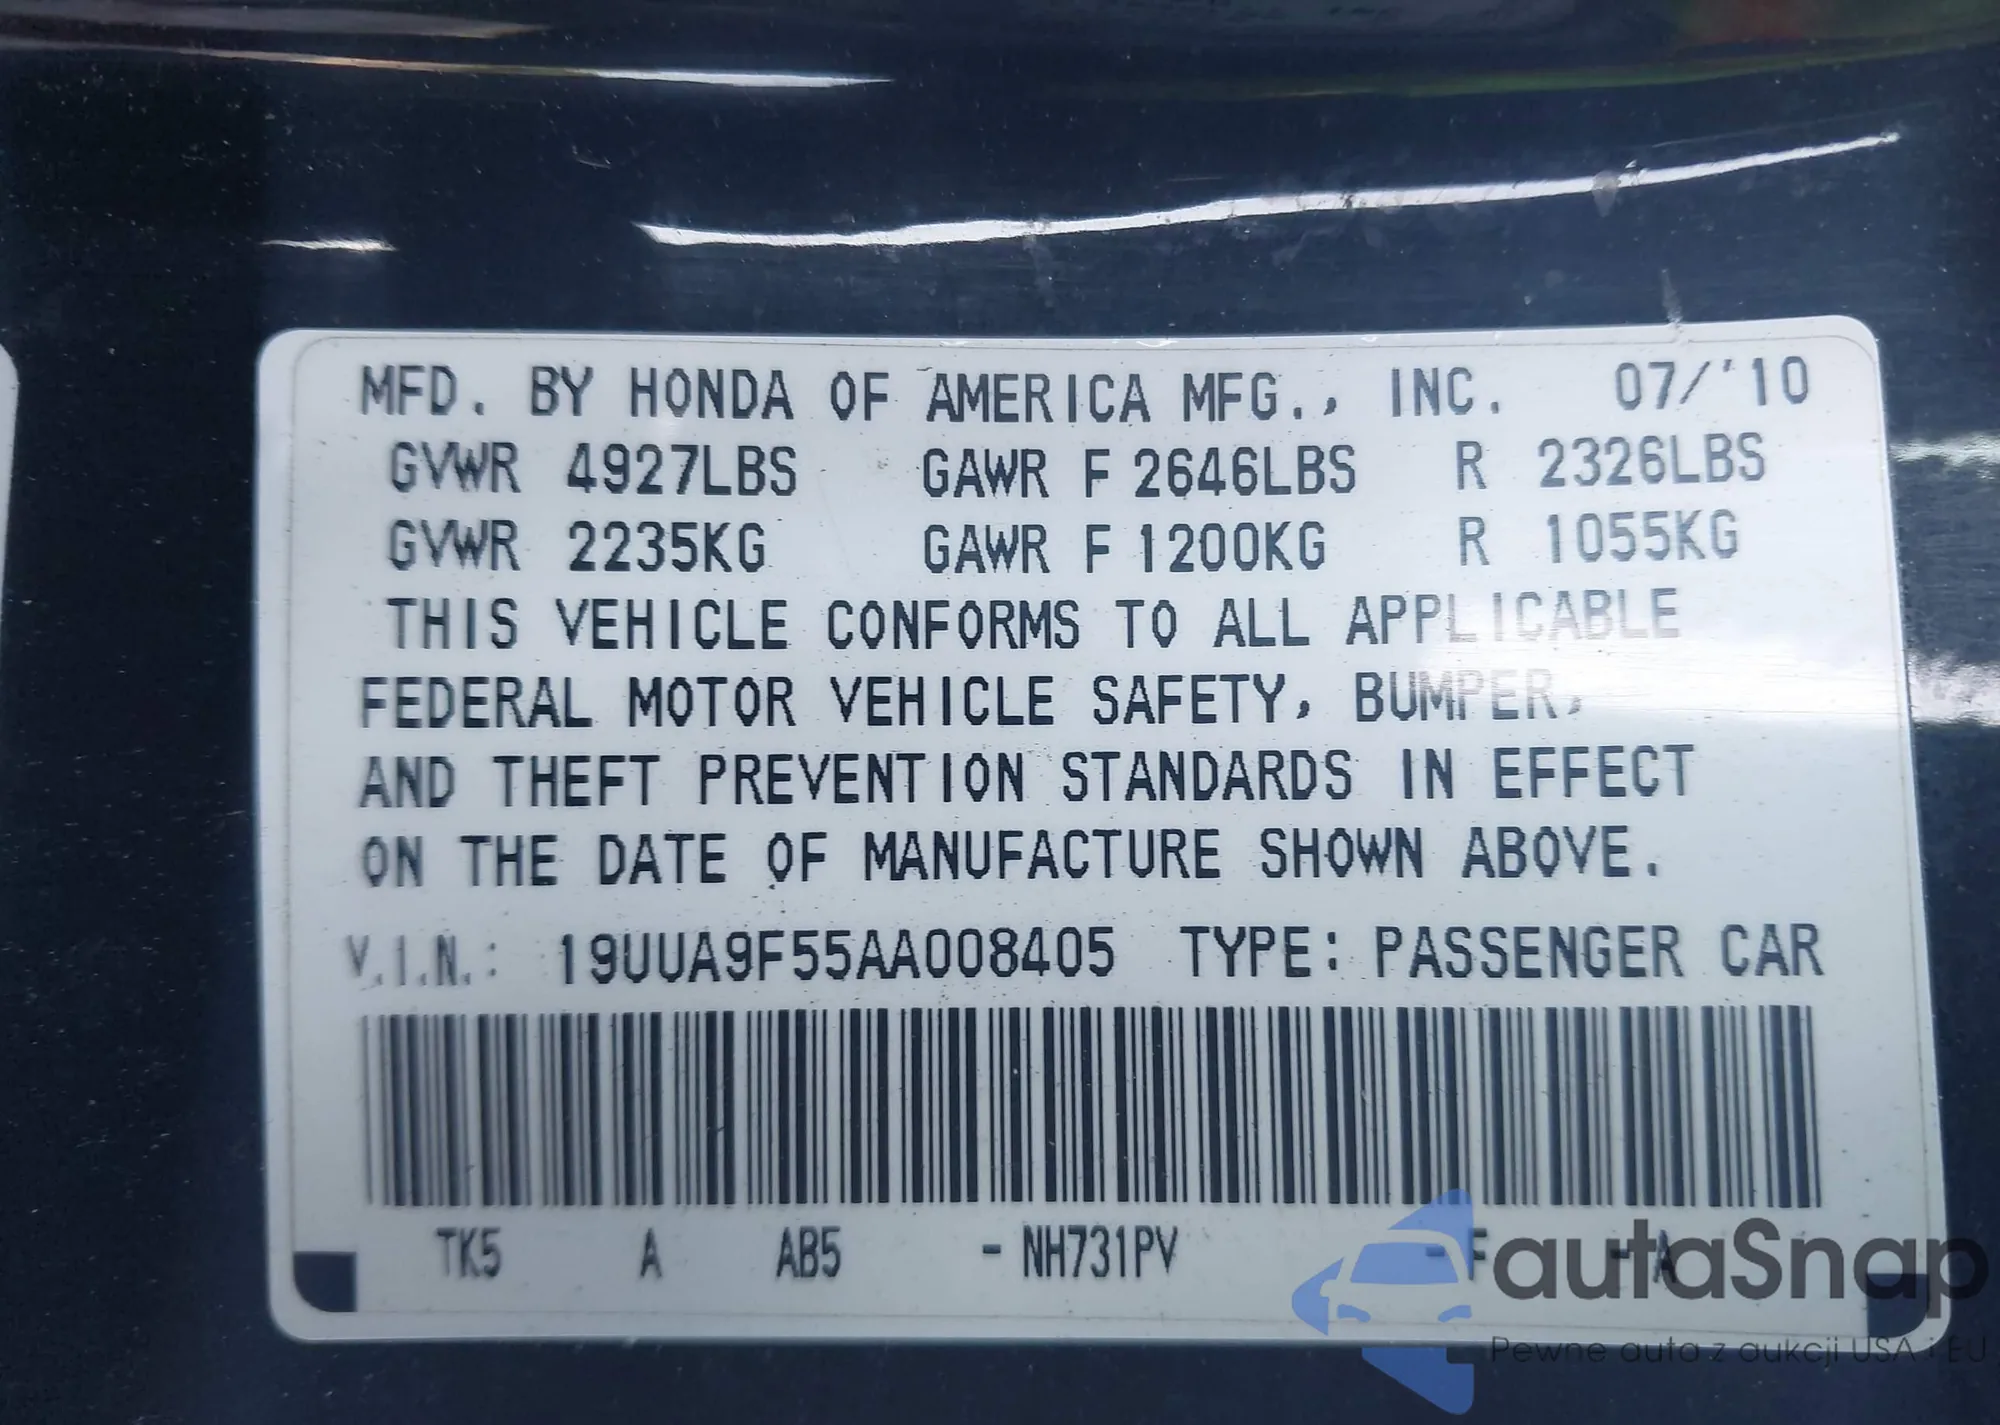 MFD. BY HONDA OF AMERICA MFG., INC. 07/'10
GVWR 4927LBS GAWR F 2646LBS R 2326LBS
GVWR 2235KG GAWR F 1200KG R 1055KG
THIS VEHICLE CONFORMS TO ALL APPLICABLE
FEDERAL MOTOR VEHICLE SAFETY, BUMPER,
AND THEFT PREVENTION STANDARDS IN EFFECT
ON THE DATE OF MANUFACTURE SHOWN ABOVE.
V.I.N.: 19UUA9F55AA008405 TYPE: PASSENGER CAR
TK5 A AB5 - NH731PV - F - A
autaSnap
Pewne auta z aukcji USA i EU